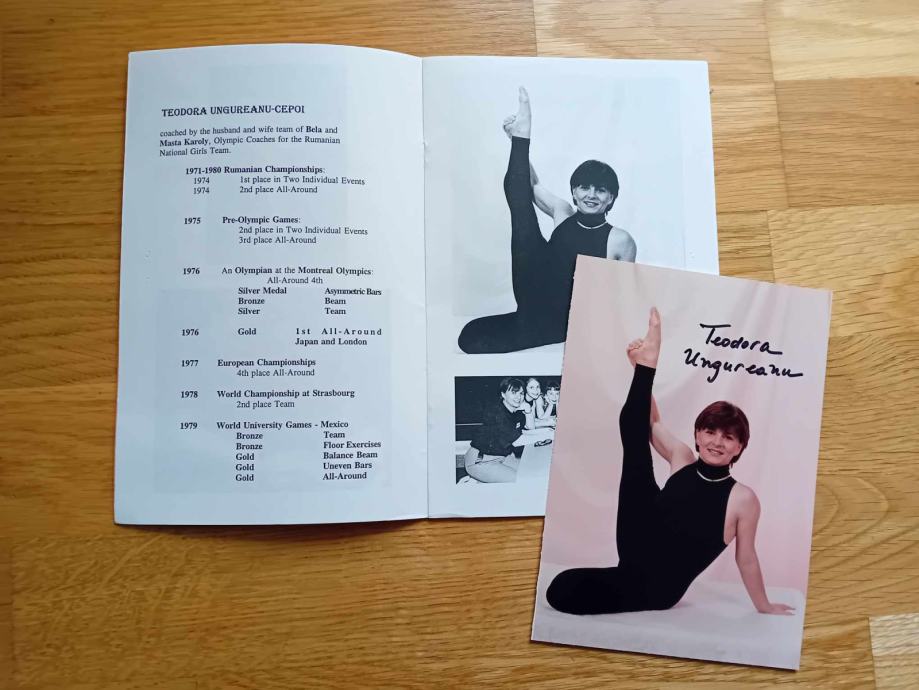 TEODORA UNGUREANU-CEPOI
coached by the husband and wife team of Bela and
Masta Karoly, Olympic Coaches for the Rumanian
National Girls Team.
1971-1980 Rumanian Championships:
1974 1st place in Two Individual Events
1974 2nd place All-Around
1975 Pre-Olympic Games:
2nd place in Two Individual Events
3rd place All-Around
1976 An Olympian at the Montreal Olympics:
All-Around 4th
Silver Medal Asymmetric Bars
Bronze Beam
Silver Team
1976 Gold 1st All-Around
Japan and London
1977 European Championships
4th place All-Around
1978 World Championship at Strasbourg
2nd place Team
1979 World University Games - Mexico
Bronze Team
Bronze Floor Exercises
Gold Balance Beam
Gold Uneven Bars
Gold All-Around
Teodora
Ungureanu